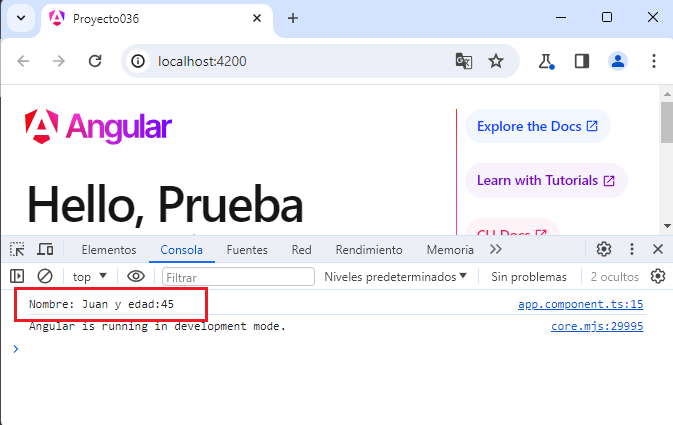 Proyecto036
localhost:4200
Angular
Explore the Docs
Learn with Tutorials
Hello, Prueba
CLI Docs
Elementos Consola Fuentes Red Rendimiento Memoria
top Filtrar Niveles predeterminados Sin problemas 2 ocultos
Nombre: Juan y edad:45 app.component.ts:15
Angular is running in development mode. core.mjs:29995